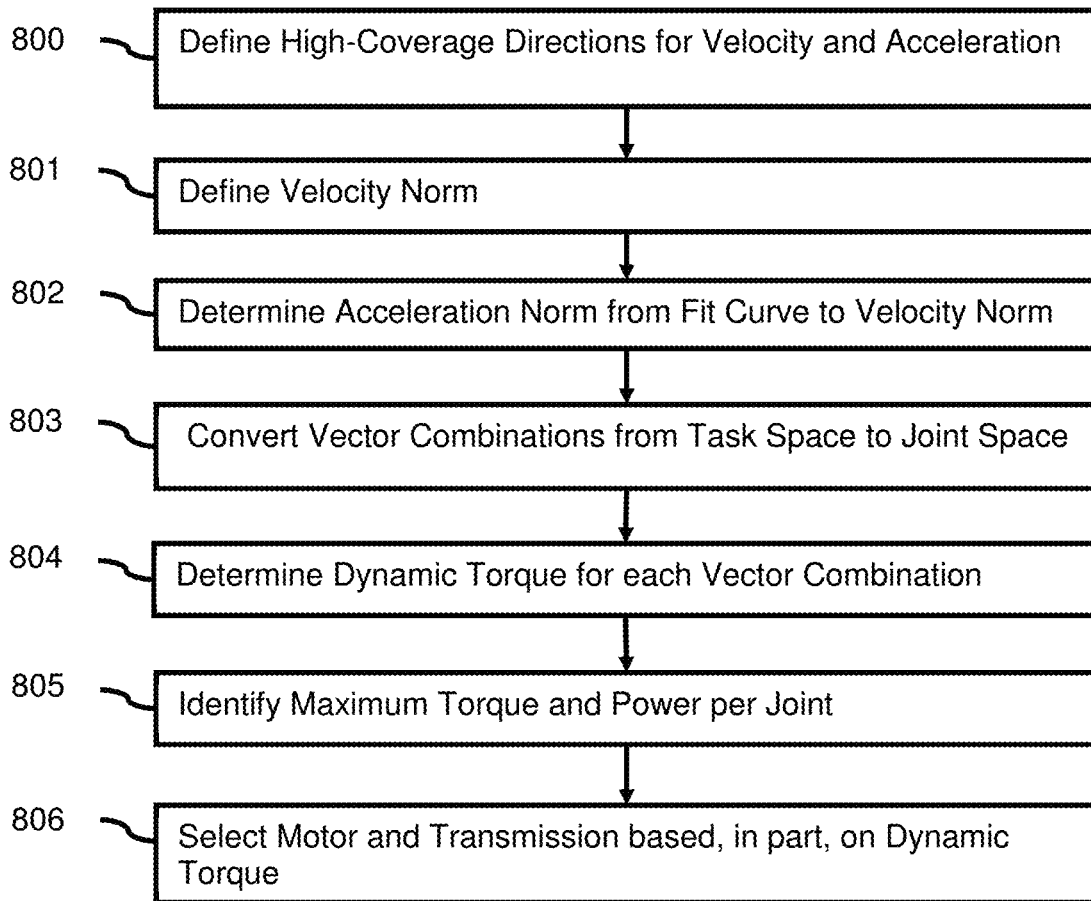 800
Define High-Coverage Directions for Velocity and Acceleration
801
Define Velocity Norm
802
Determine Acceleration Norm from Fit Curve to Velocity Norm
803
Convert Vector Combinations from Task Space to Joint Space
804
Determine Dynamic Torque for each Vector Combination
805
Identify Maximum Torque and Power per Joint
806
Select Motor and Transmission based, in part, on Dynamic
Torque